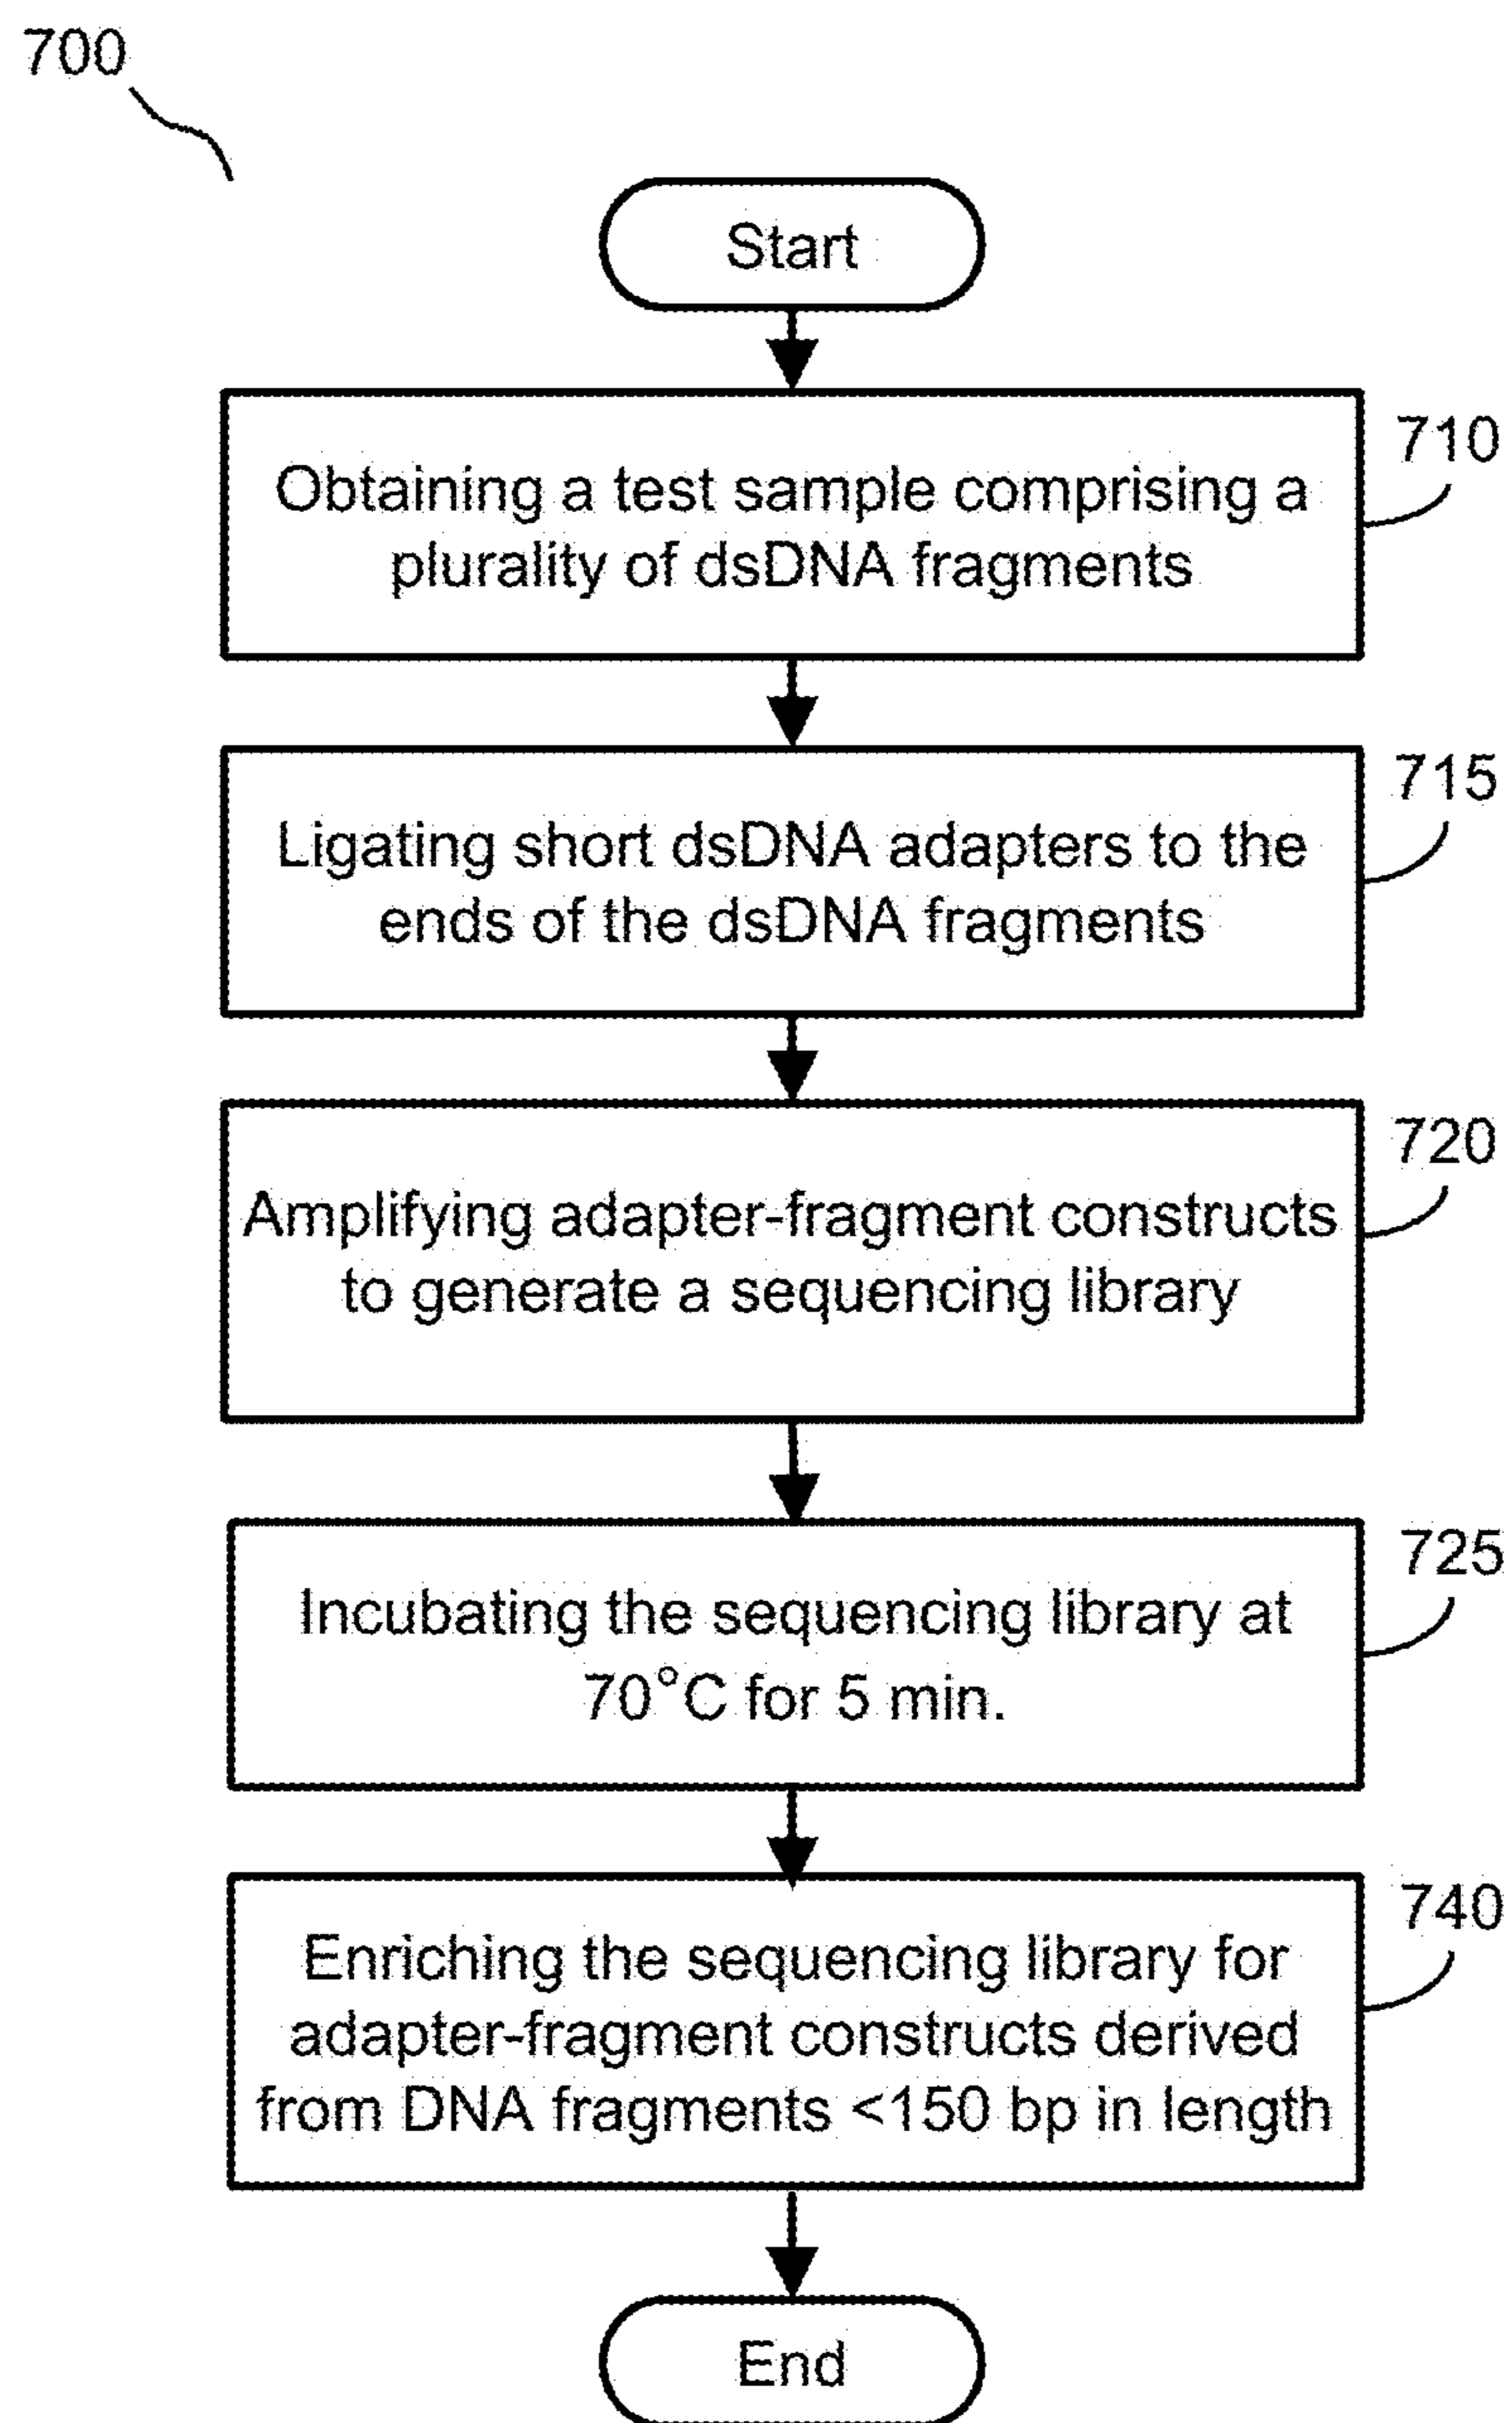 700
Start
710
Obtaining a test sample comprising a
plurality of dsDNA fragments
715
Ligating short dsDNA adapters to the
ends of the dsDNA fragments
720
Amplifying adapter-fragment constructs
to generate a sequencing library
725
Incubating the sequencing library at
70°C for 5 min.
740
Enriching the sequencing library for
adapter-fragment constructs derived
from DNA fragments <150 bp in length
End